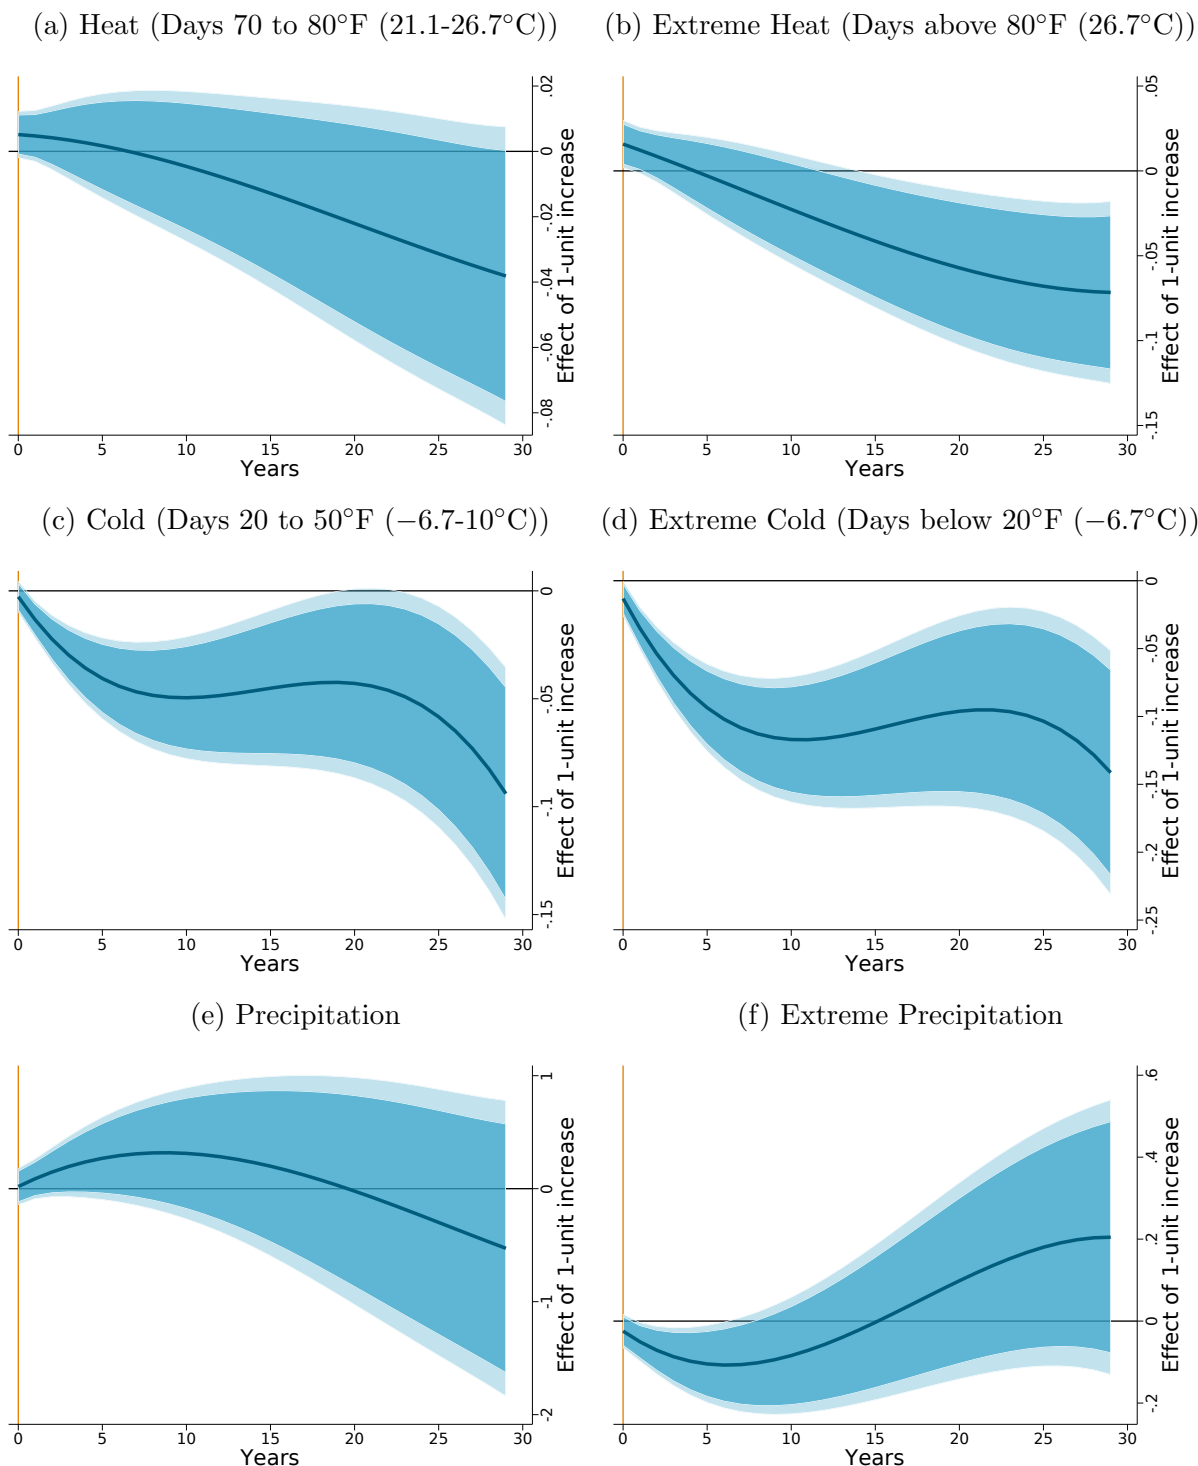 (a) Heat (Days 70 to 80°F (21.1-26.7°C))
.02
0
-.02
-.04
-.06
-.08
Effect of 1-unit increase
0 5 10 15 20 25 30
Years
(b) Extreme Heat (Days above 80°F (26.7°C))
.05
0
-.05
-.1
-.15
Effect of 1-unit increase
0 5 10 15 20 25 30
Years
(c) Cold (Days 20 to 50°F (−6.7-10°C))
0
-.05
-.1
-.15
Effect of 1-unit increase
0 5 10 15 20 25 30
Years
(d) Extreme Cold (Days below 20°F (−6.7°C))
0
-.05
-.1
-.15
-.2
-.25
Effect of 1-unit increase
0 5 10 15 20 25 30
Years
(e) Precipitation
1
0
-1
-2
Effect of 1-unit increase
0 5 10 15 20 25 30
Years
(f) Extreme Precipitation
.6
.4
.2
0
-.2
Effect of 1-unit increase
0 5 10 15 20 25 30
Years